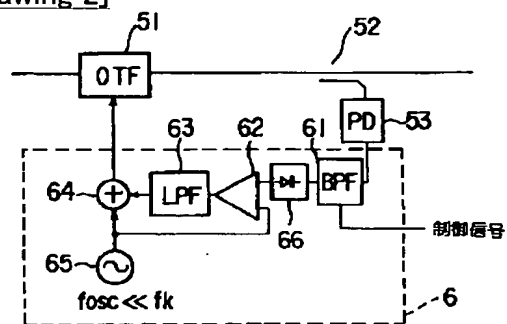 awing 2]
51
52
OTF
PD
53
63
62
61
64
+
LPF
BPF
66
制御信号
65
fosc≪fk
6